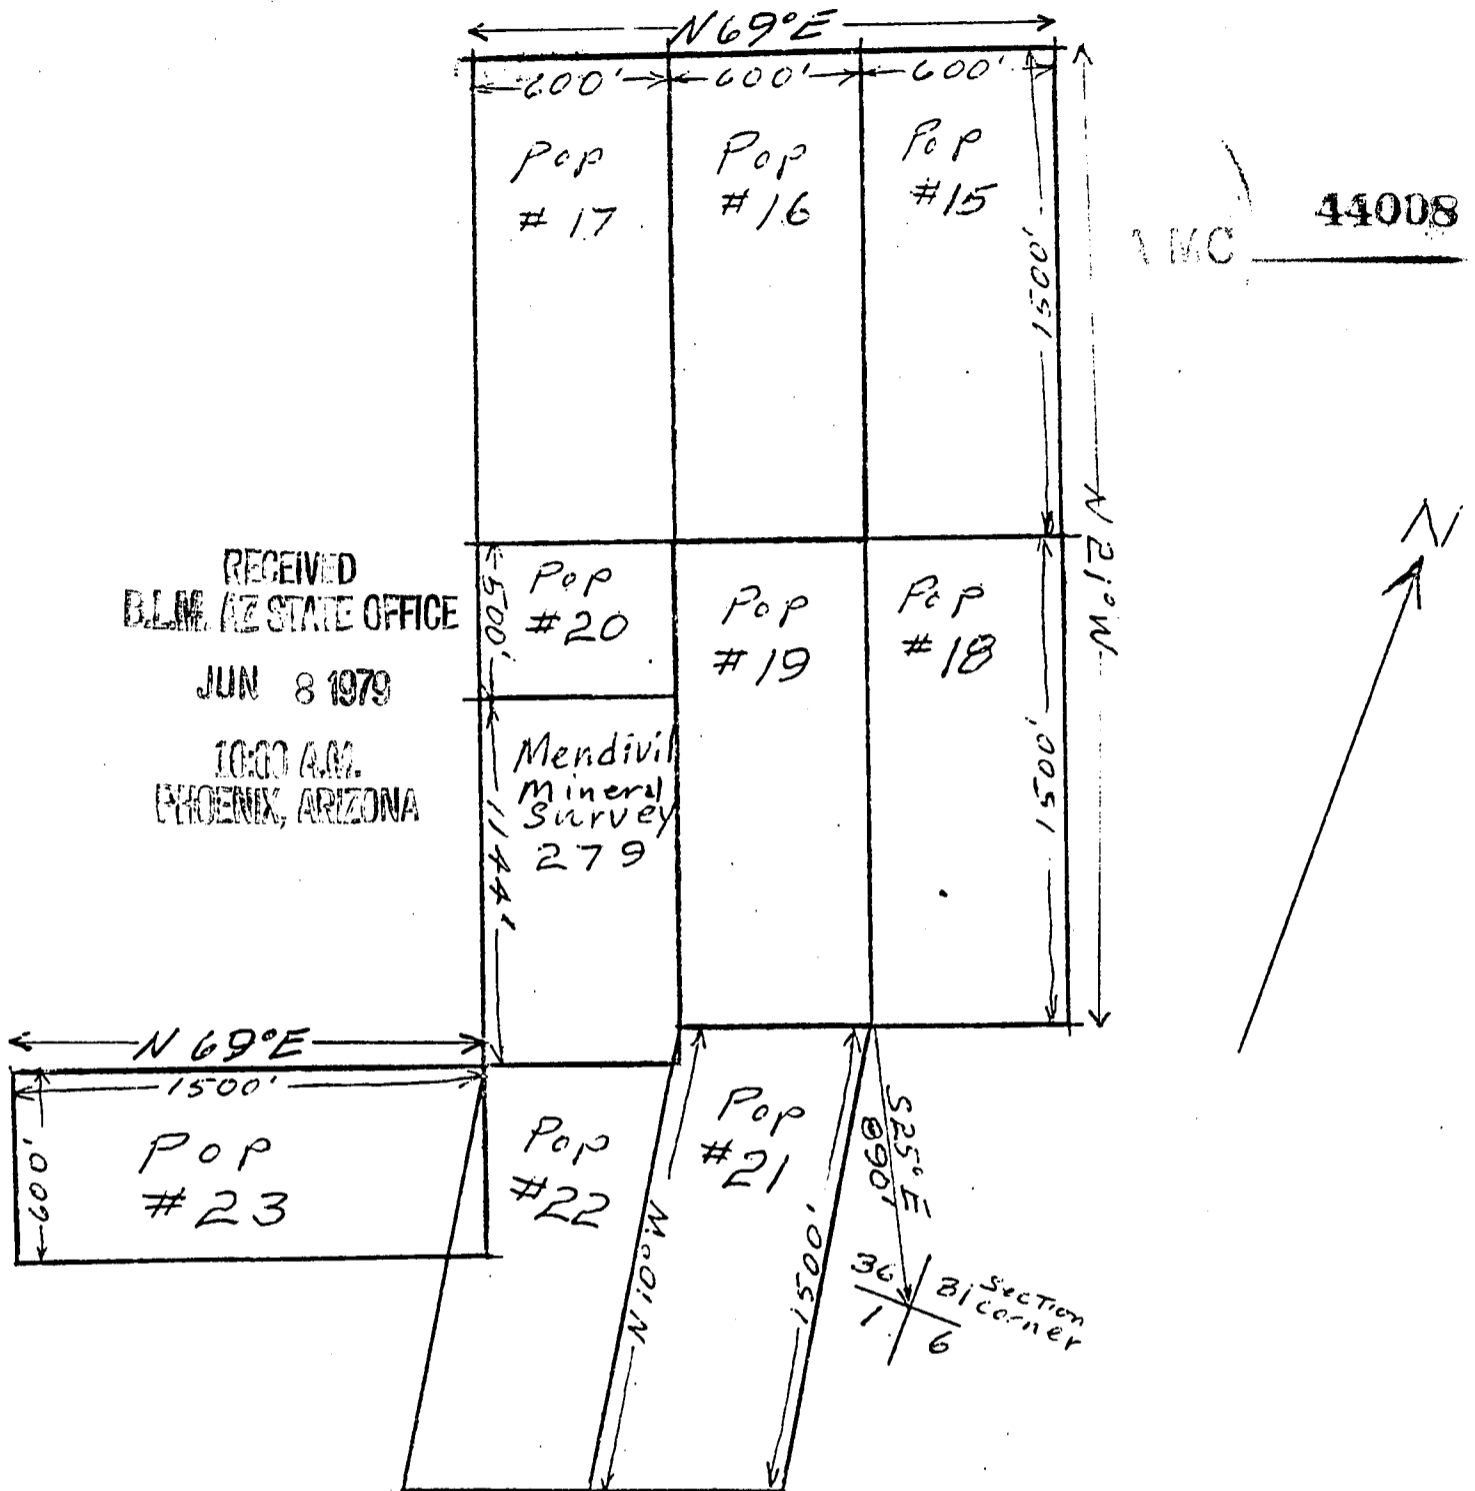 N69°E
600' 600' 600'
Pop
#17
Pop
#16
Pop
#15
1500'
44008
MC
N21°W
N
RECEIVED
B.L.M. AZ STATE OFFICE
JUN 8 1979
10:00 A.M.
PHOENIX, ARIZONA
500'
Pop
#20
Pop
#19
Pop
#18
1500'
Mendivil
Mineral
Survey
279
1144'
N69°E
1500'
600'
Pop
#23
Pop
#22
Pop
#21
N10°W
1500'
S25°E
890'
36 31 Section
1 6 corner